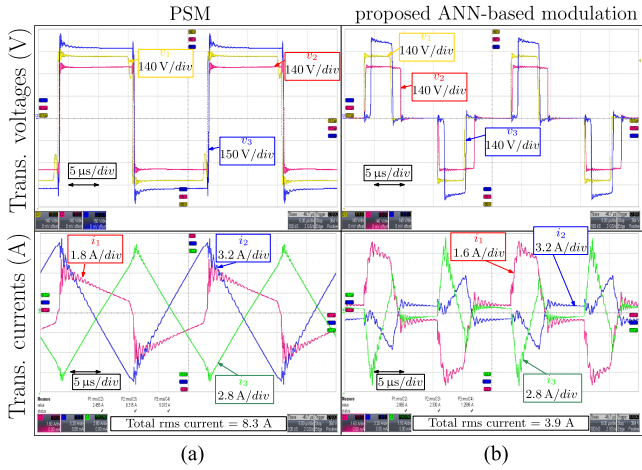 PSM
proposed ANN-based modulation
Trans. voltages (V)
v1
140 V/div
v2
140 V/div
v3
150 V/div
5 µs/div
v1
140 V/div
v2
140 V/div
v3
140 V/div
5 µs/div
Trans. currents (A)
i1
1.8 A/div
i2
3.2 A/div
i3
2.8 A/div
5 µs/div
Total rms current = 8.3 A
i1
1.6 A/div
i2
3.2 A/div
i3
2.8 A/div
5 µs/div
Total rms current = 3.9 A
(a)
(b)